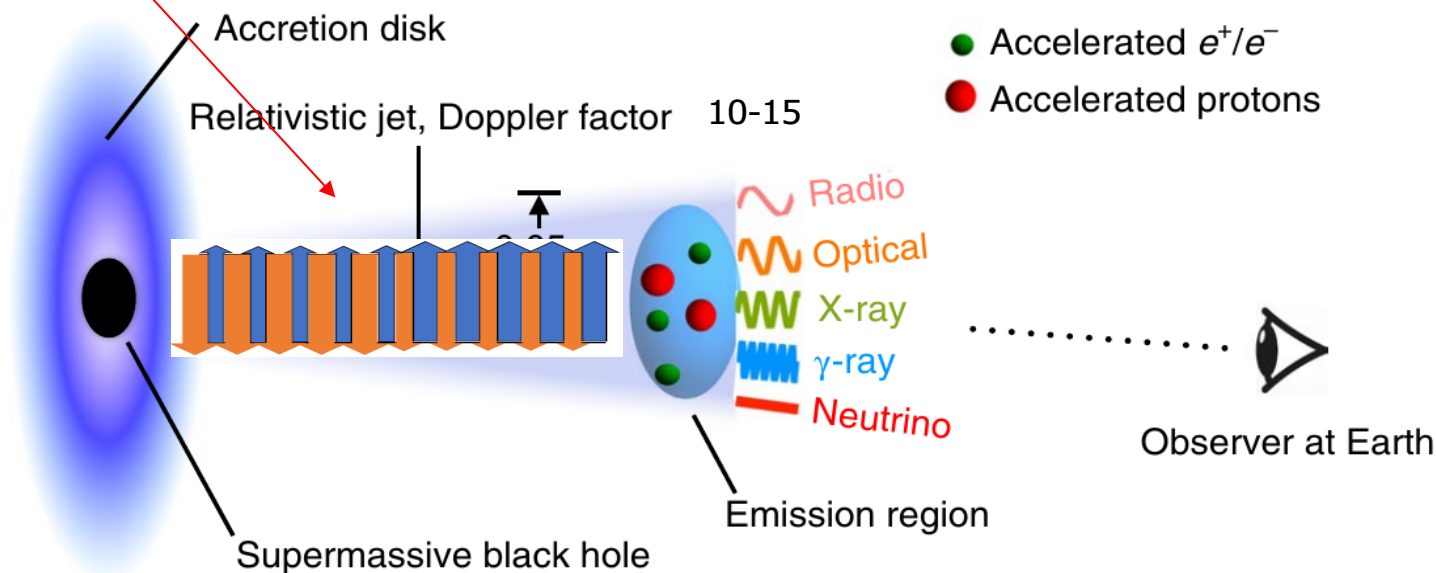 Accretion disk
Accelerated e⁺/e⁻
Accelerated protons
Relativistic jet, Doppler factor 10-15
Radio
Optical
X-ray
γ-ray
Neutrino
Observer at Earth
Emission region
Supermassive black hole